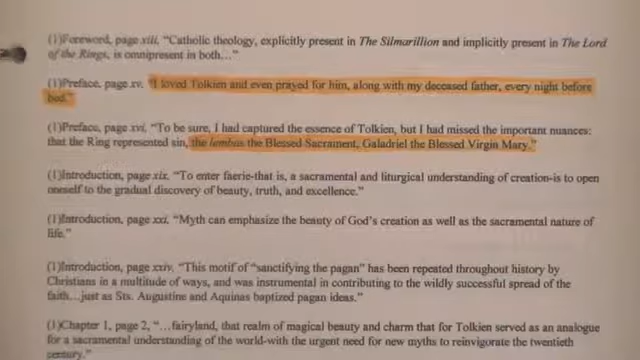 (1)Foreword, page xiii, “Catholic theology, explicitly present in The Silmarillion and implicitly present in The Lord
of the Rings, is omnipresent in both…”
(1)Preface, page xv. “I loved Tolkien and even prayed for him, along with my deceased father, every night before
bed.”
(1)Preface, page xvi, “To be sure, I had captured the essence of Tolkien, but I had missed the important nuances:
that the Ring represented sin, the lembas the Blessed Sacrament, Galadriel the Blessed Virgin Mary.”
(1)Introduction, page xix. “To enter faerie-that is, a sacramental and liturgical understanding of creation-is to open
oneself to the gradual discovery of beauty, truth, and excellence.”
(1)Introduction, page xxi, “Myth can emphasize the beauty of God’s creation as well as the sacramental nature of
life.”
(1)Introduction, page xxiv, “This motif of “sanctifying the pagan” has been repeated throughout history by
Christians in a multitude of ways, and was instrumental in contributing to the wildly successful spread of the
faith…just as Sts. Augustine and Aquinas baptized pagan ideas.”
(1)Chapter 1, page 2, “…fairyland, that realm of magical beauty and charm that for Tolkien served as an analogue
for a sacramental understanding of the world-with the urgent need for new myths to reinvigorate the twentieth
century.”